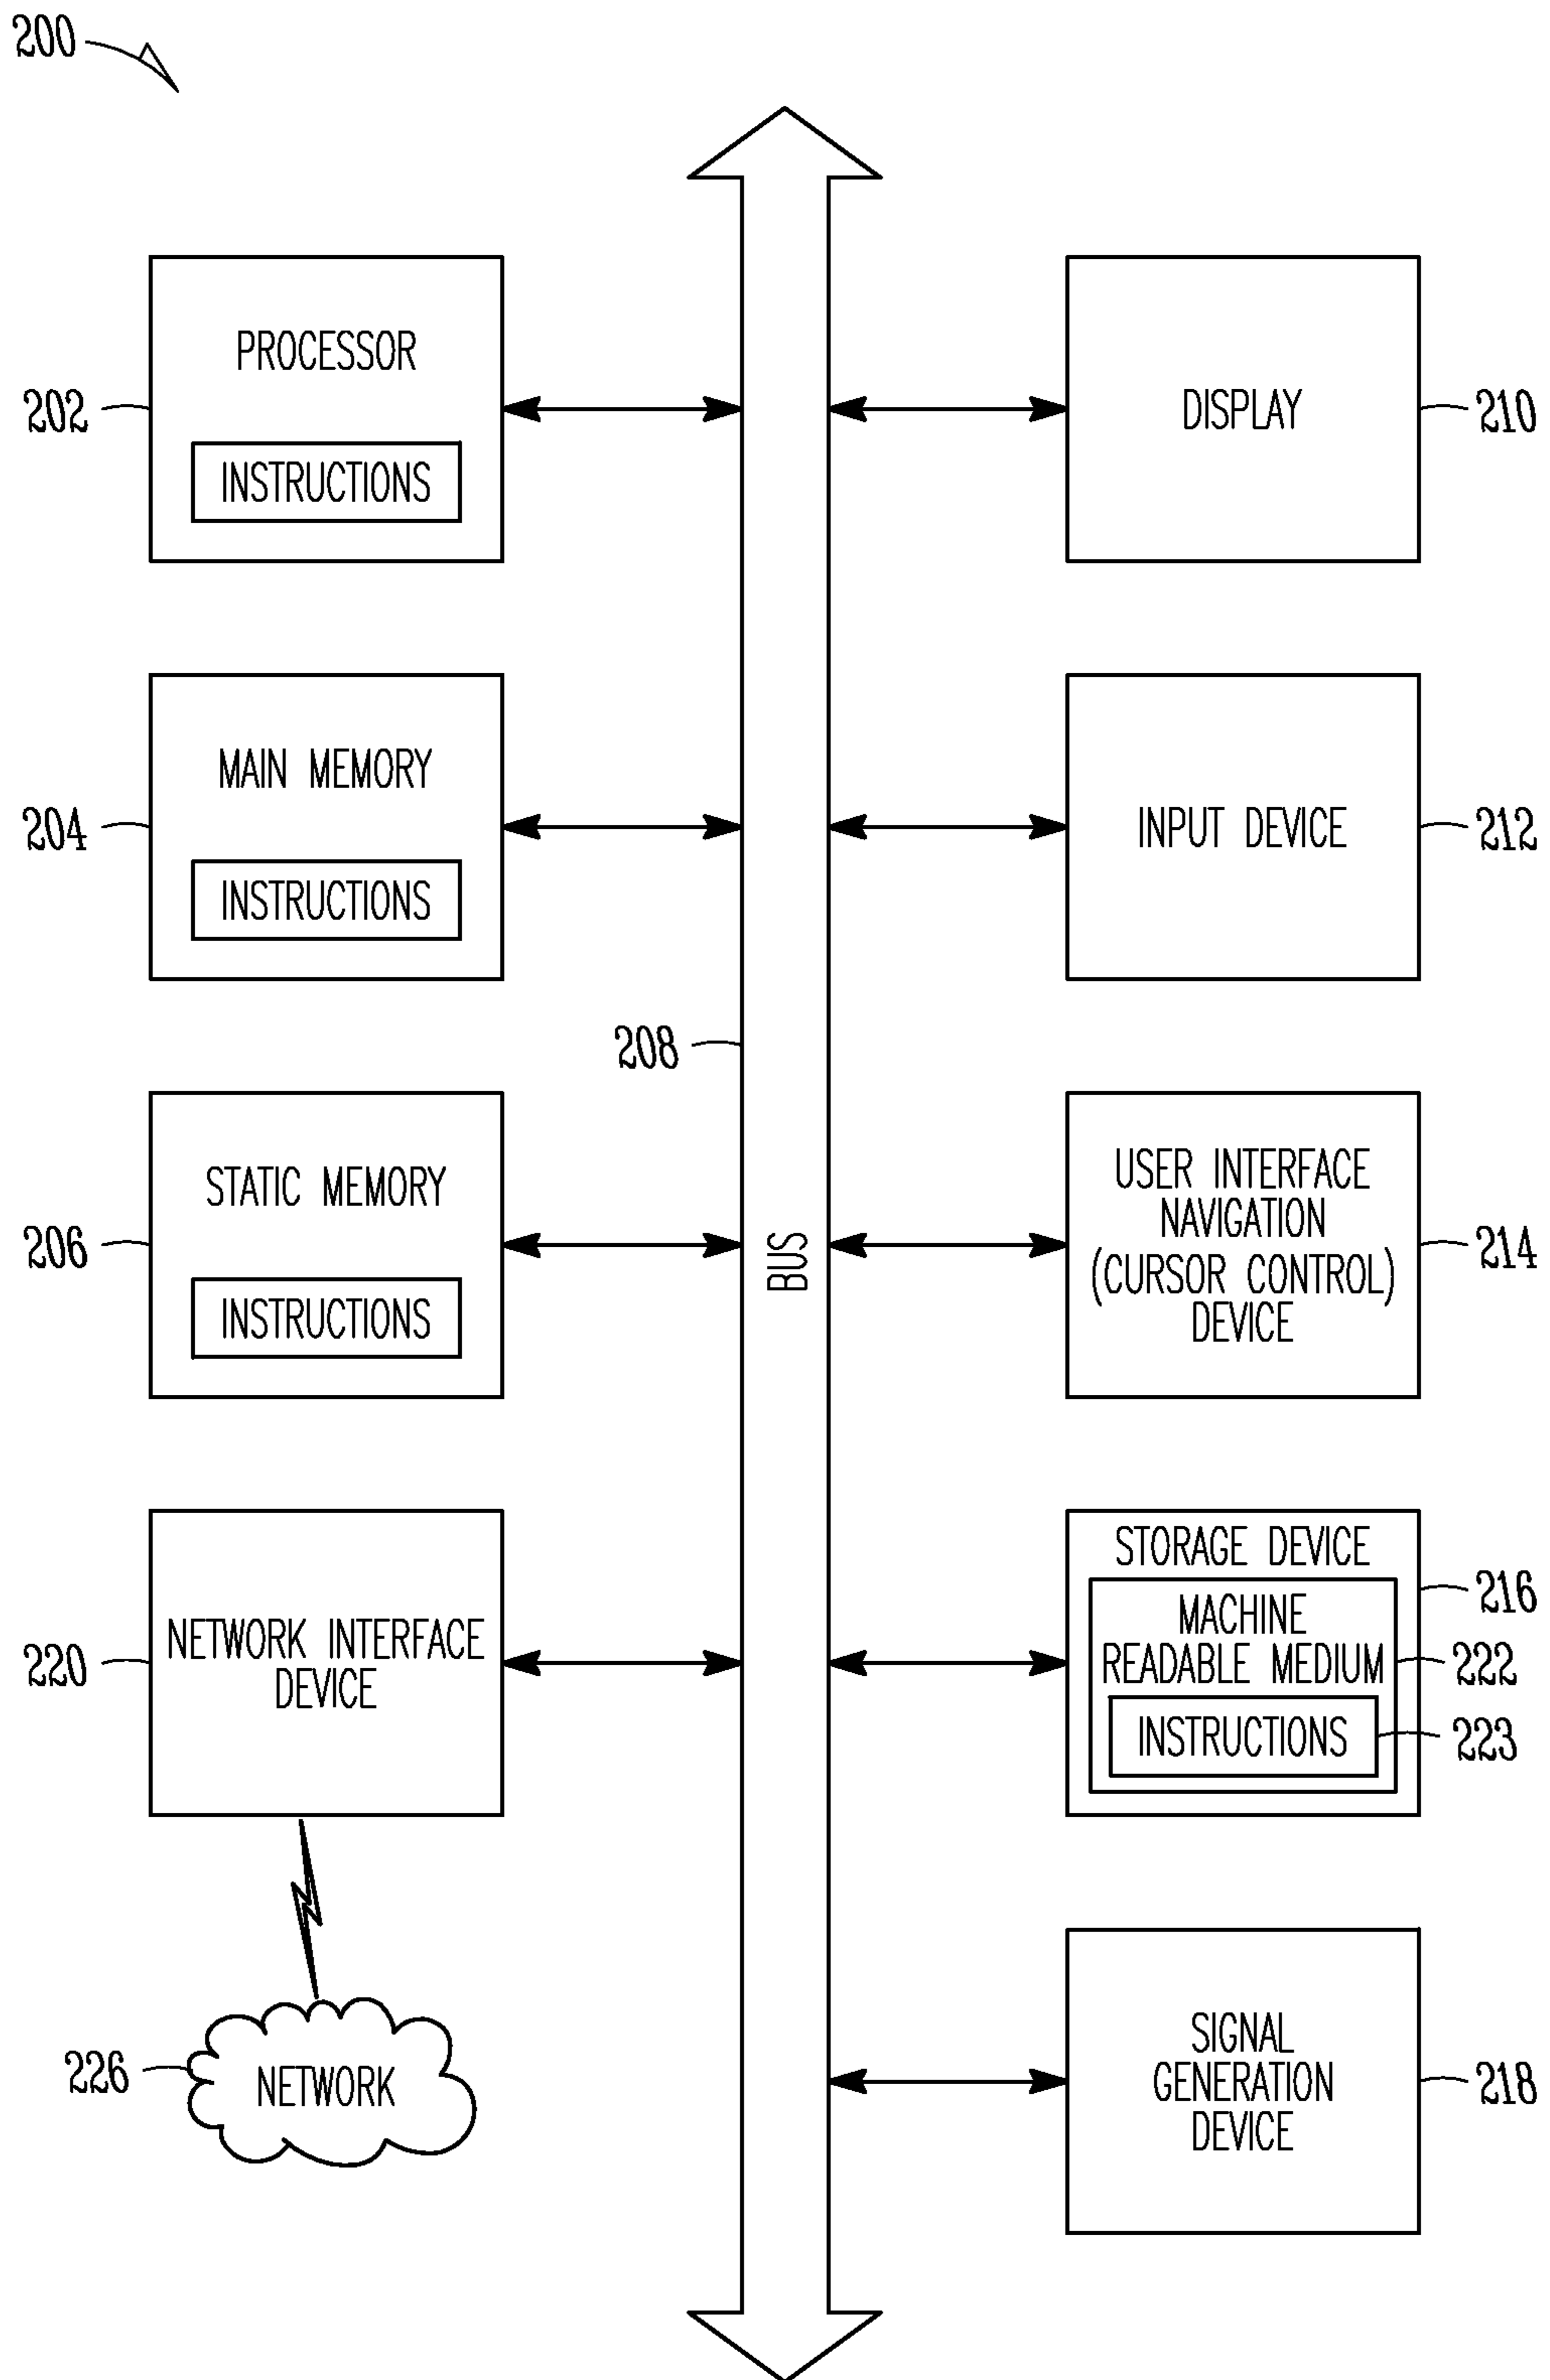 200
PROCESSOR
202
INSTRUCTIONS
DISPLAY
210
MAIN MEMORY
204
INSTRUCTIONS
INPUT DEVICE
212
208
STATIC MEMORY
206
INSTRUCTIONS
BUS
USER INTERFACE
NAVIGATION
(CURSOR CONTROL)
DEVICE
214
NETWORK INTERFACE
DEVICE
220
STORAGE DEVICE
216
MACHINE
READABLE MEDIUM
222
INSTRUCTIONS
223
226
NETWORK
SIGNAL
GENERATION
DEVICE
218